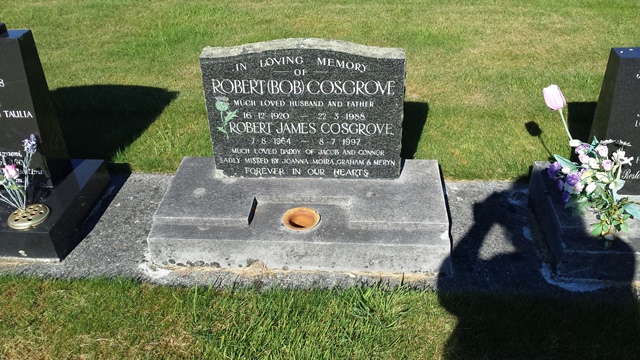 IN LOVING MEMORY
OF
ROBERT (BOB) COSGROVE
MUCH LOVED HUSBAND AND FATHER
16·12·1920 22·3·1988
ROBERT JAMES COSGROVE
7·8·1964 — 8·7·1997
MUCH LOVED DADDY OF JACOB AND CONNOR
SADLY MISSED BY JOANNA, MOIRA, GRAHAM & MERYN
FOREVER IN OUR HEARTS
TAULIA